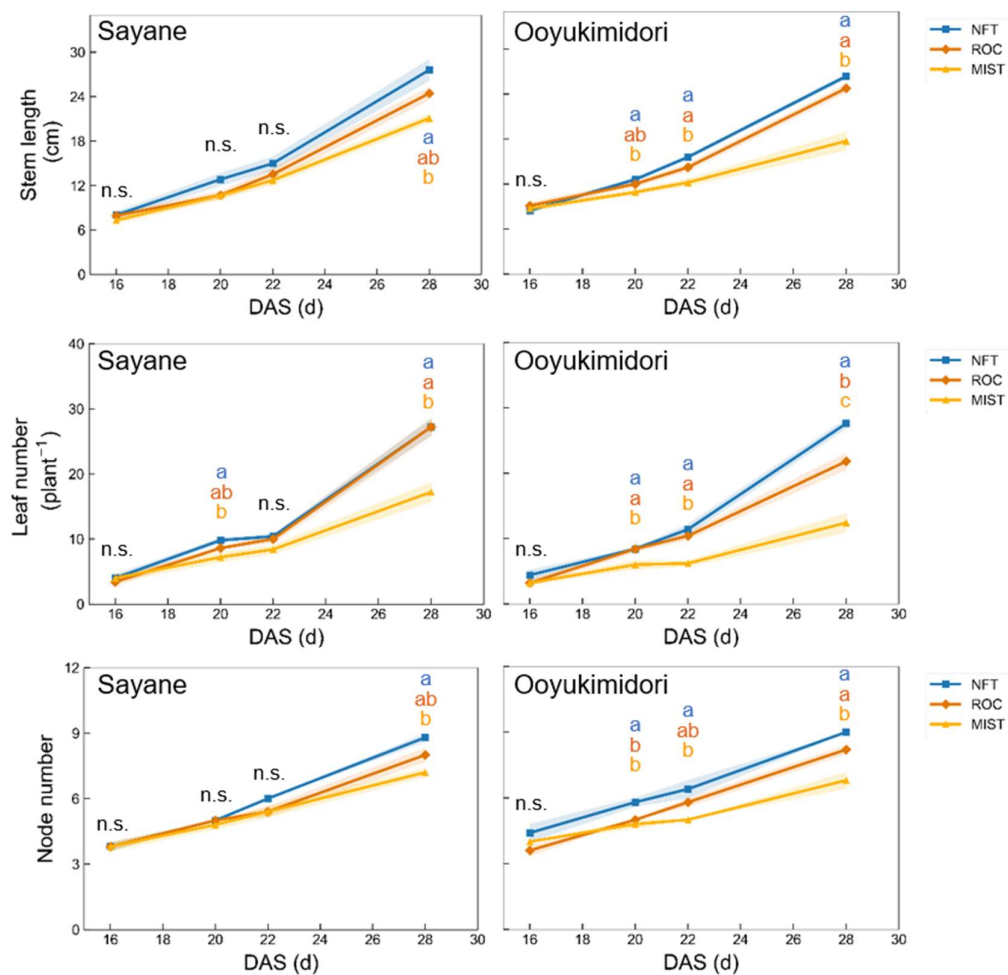 Sayane
Ooyukimidori
NFT
ROC
MIST
Stem length
(cm)
30
24
18
12
6
0
n.s.
n.s.
n.s.
a
ab
b
n.s.
a
ab
b
a
a
b
a
a
b
16
18
20
22
24
26
28
30
DAS (d)
16
18
20
22
24
26
28
30
DAS (d)
Sayane
Ooyukimidori
NFT
ROC
MIST
Leaf number
(plant⁻¹)
40
30
20
10
0
n.s.
a
ab
b
n.s.
a
a
b
n.s.
a
a
b
a
a
b
a
b
c
16
18
20
22
24
26
28
30
DAS (d)
16
18
20
22
24
26
28
30
DAS (d)
Sayane
Ooyukimidori
NFT
ROC
MIST
Node number
12
9
6
3
0
n.s.
n.s.
n.s.
a
ab
b
n.s.
a
b
b
a
ab
b
a
a
b
16
18
20
22
24
26
28
30
DAS (d)
16
18
20
22
24
26
28
30
DAS (d)